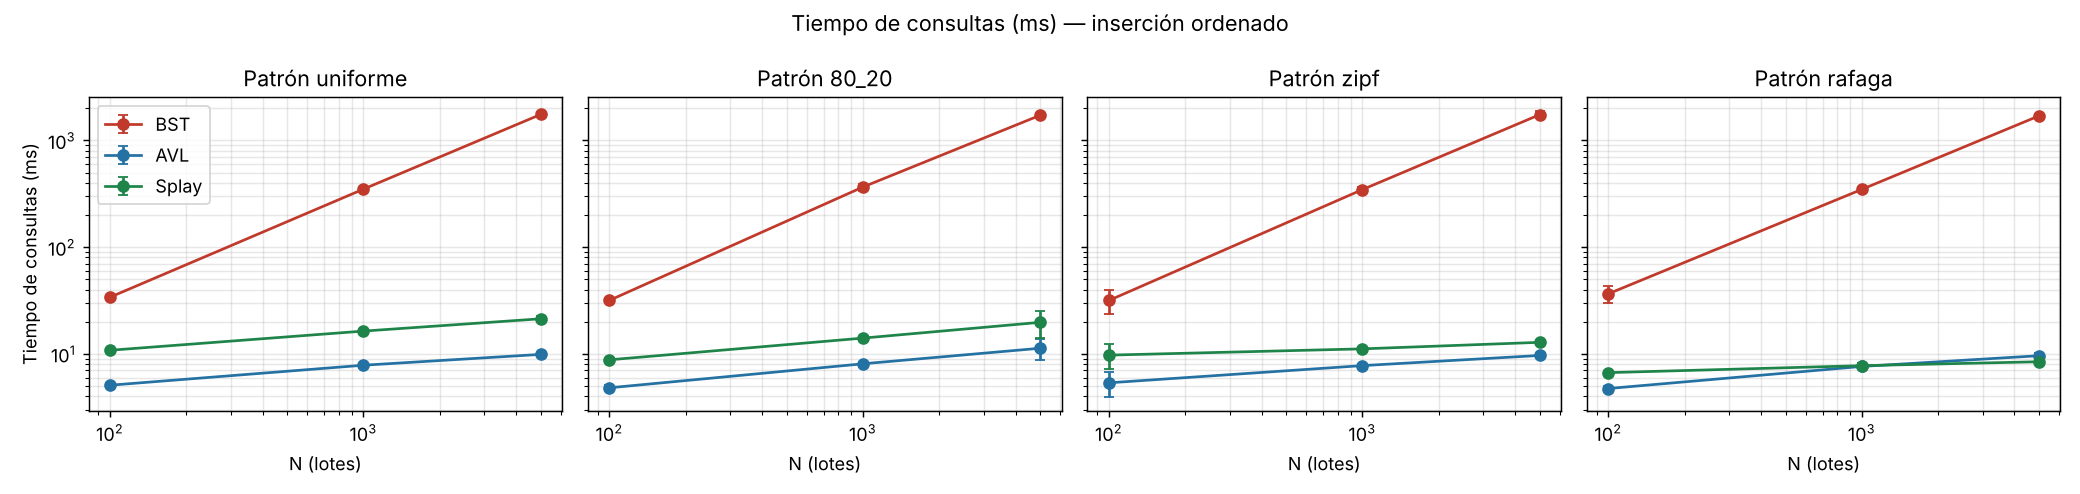 Tiempo de consultas (ms) — inserción ordenado
Patrón uniforme
Patrón 80_20
Patrón zipf
Patrón rafaga
BST
AVL
Splay
Tiempo de consultas (ms)
10³
10²
10¹
10² 10³
10² 10³
10² 10³
10² 10³
N (lotes)
N (lotes)
N (lotes)
N (lotes)